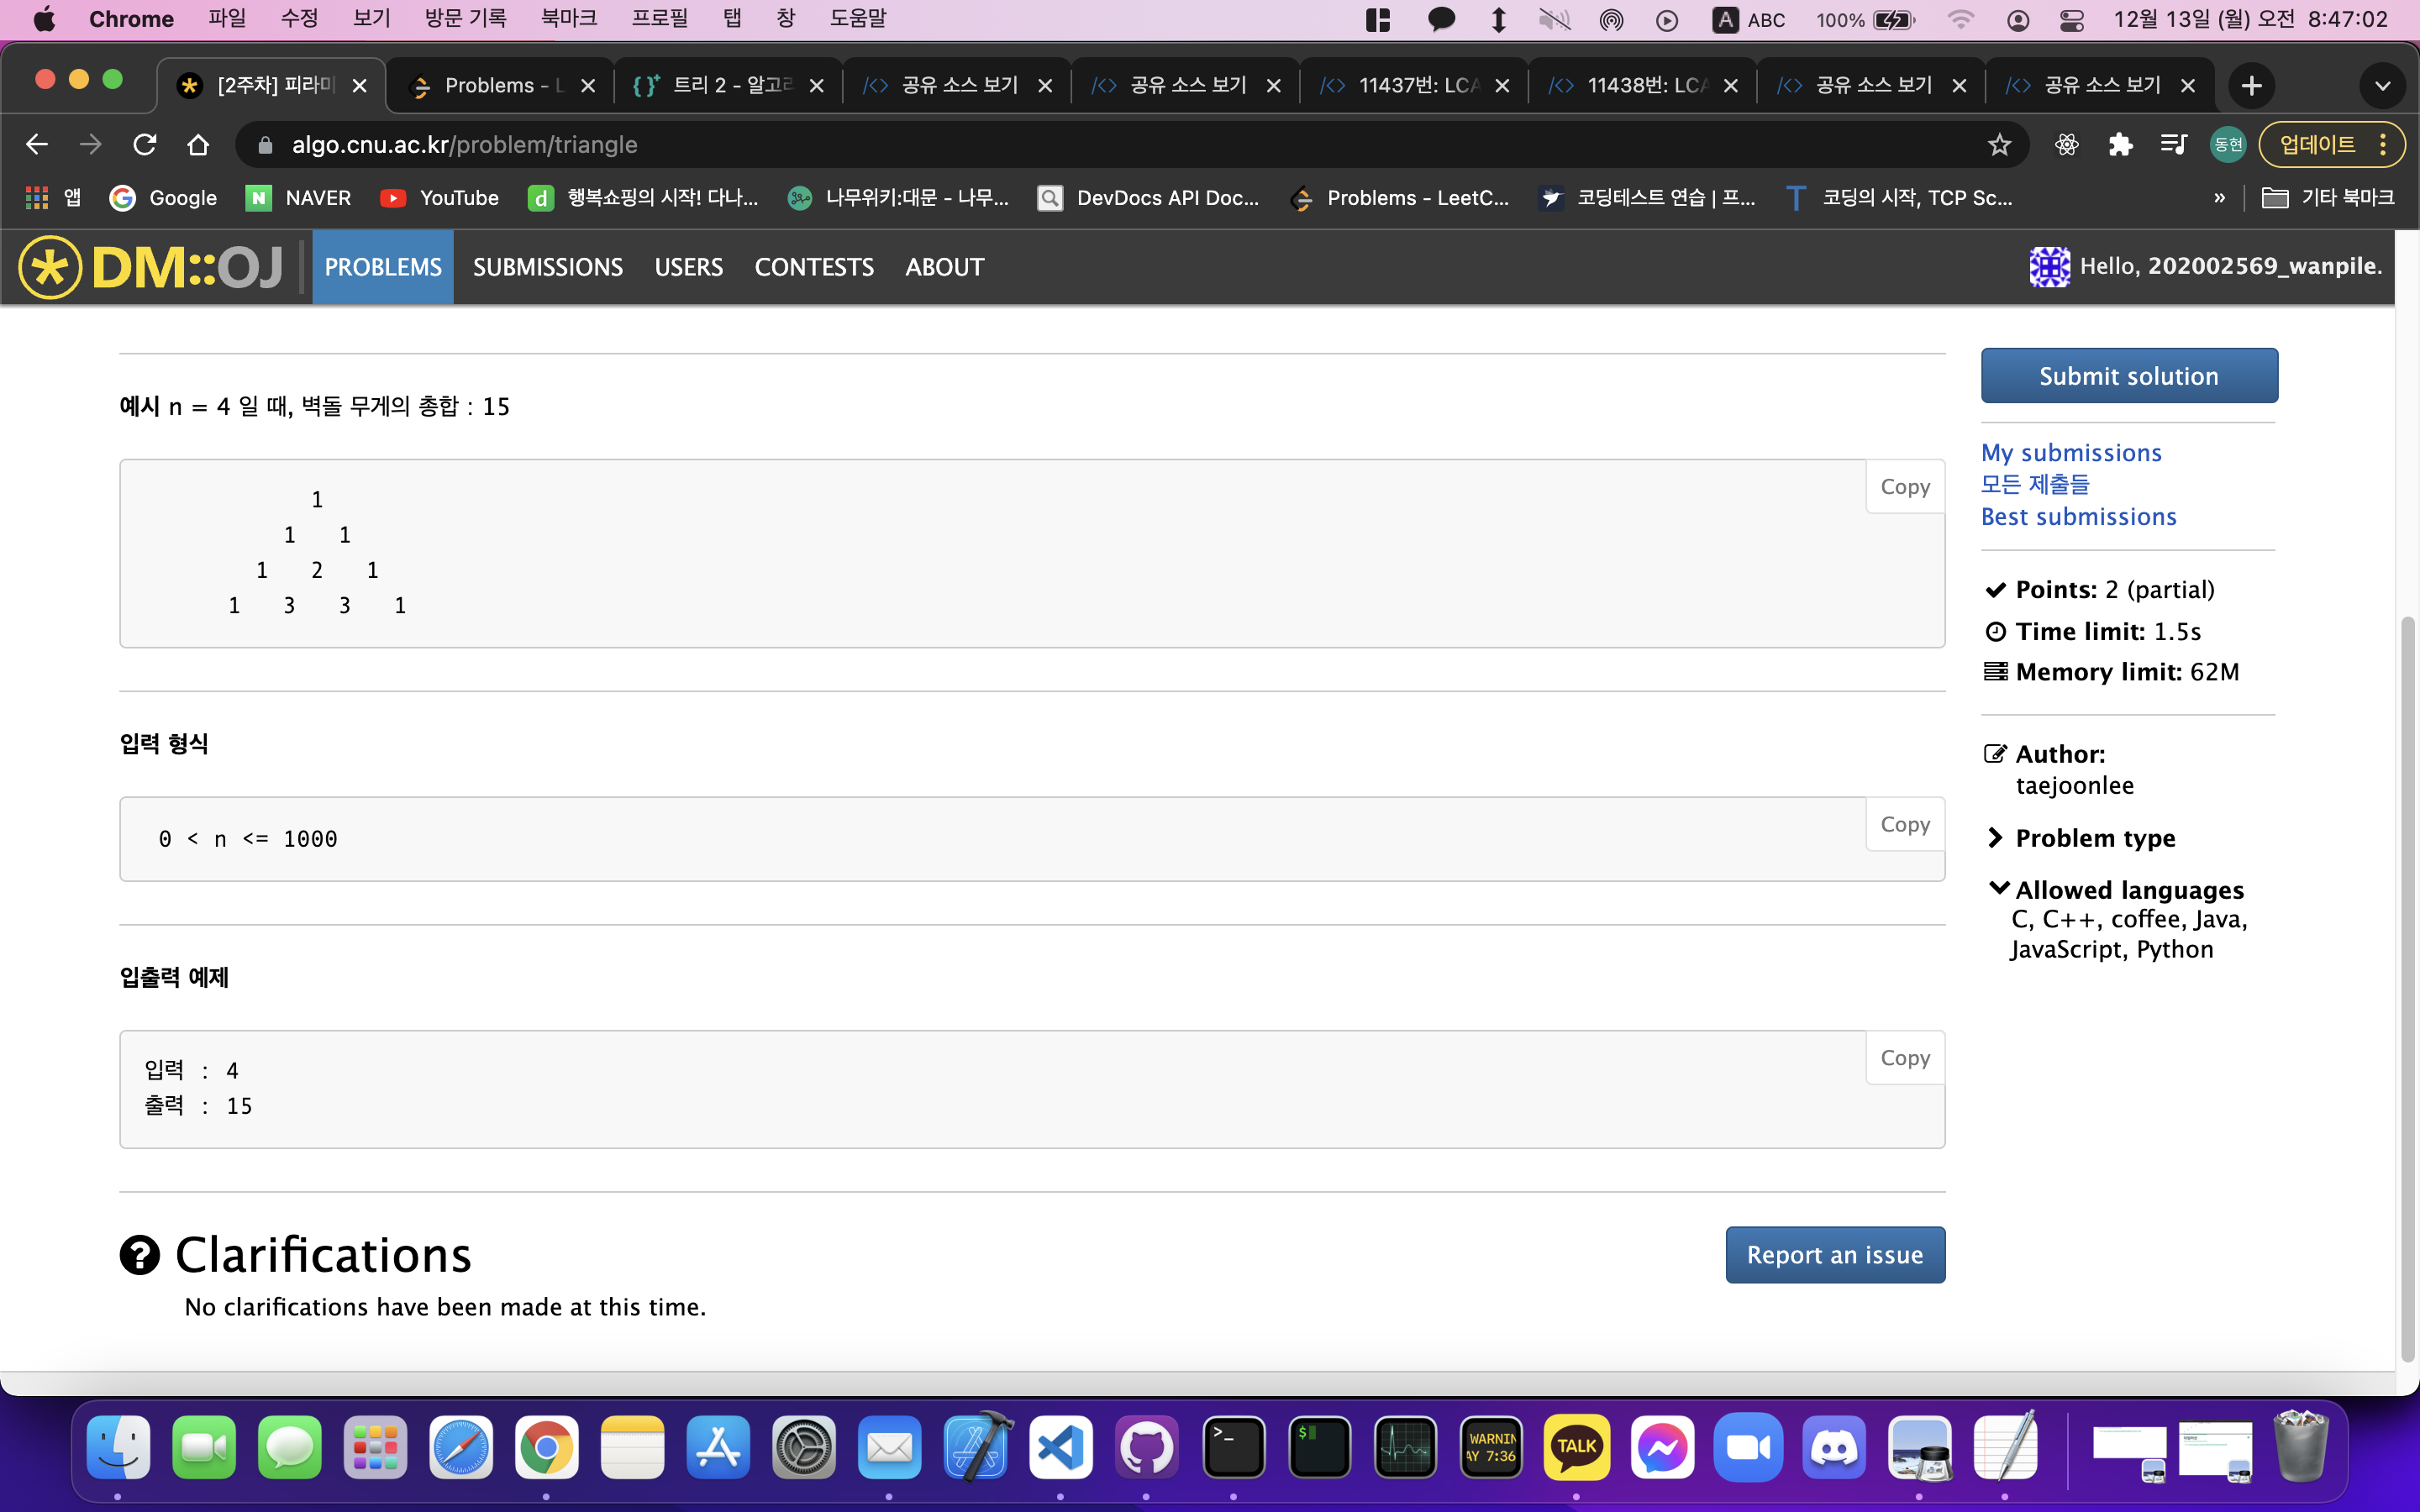 Chrome 파일 수정 보기 방문 기록 북마크 프로필 탭 창 도움말 A ABC 100% 12월 13일 (월) 오전 8:47:02
[2주차] 피라미 Problems - L 트리 2 - 알고리 공유 소스 보기 공유 소스 보기 11437번: LCA 11438번: LCA 공유 소스 보기 공유 소스 보기
algo.cnu.ac.kr/problem/triangle 동현 업데이트
앱 Google NAVER YouTube 행복쇼핑의 시작! 다나... 나무위키:대문 - 나무... DevDocs API Doc... Problems - LeetC... 코딩테스트 연습 | 프... 코딩의 시작, TCP Sc... » 기타 북마크
DM::OJ PROBLEMS SUBMISSIONS USERS CONTESTS ABOUT Hello, 202002569_wanpile.
예시 n = 4 일 때, 벽돌 무게의 총합 : 15
Copy
1
1 1
1 2 1
1 3 3 1
입력 형식
Copy
0 < n <= 1000
입출력 예제
Copy
입력 : 4
출력 : 15
Clarifications
Report an issue
No clarifications have been made at this time.
Submit solution
My submissions
모든 제출들
Best submissions
Points: 2 (partial)
Time limit: 1.5s
Memory limit: 62M
Author:
taejoonlee
Problem type
Allowed languages
C, C++, coffee, Java,
JavaScript, Python
>_ $ WARNIN
AY 7:36
TALK